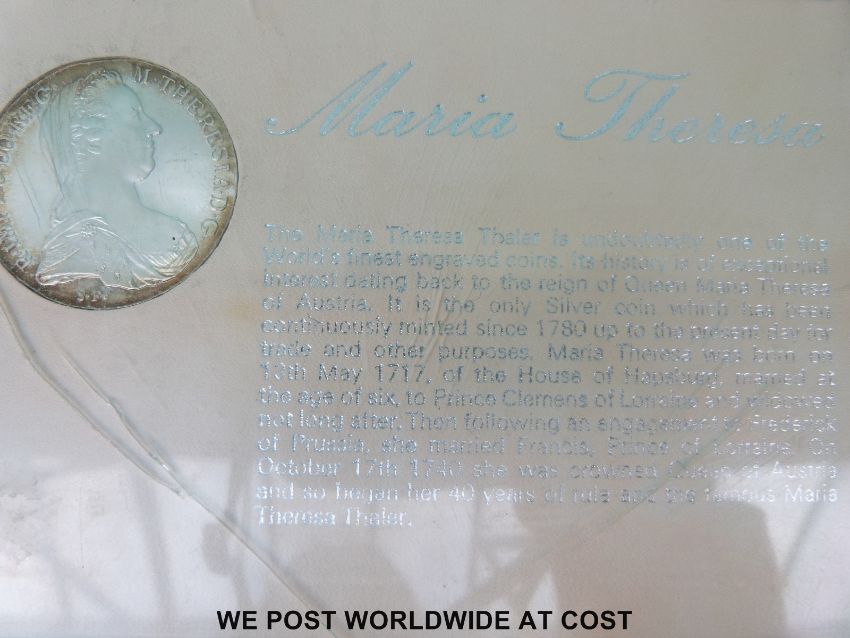 Maria Theresa
M·THERESIA·D·G·
S.F.
The Maria Theresa Thaler is undoubtedly one of the
World's finest engraved coins. Its history is of exceptional
interest dating back to the reign of Queen Maria Theresa
of Austria. It is the only Silver coin which has been
continuously minted since 1780 up to the present day for
trade and other purposes. Maria Theresa was born on
13th May 1717, of the House of Hapsburg, married at
the age of six, to Prince Clemens of Lorraine and widowed
not long after. Then following an engagement to Frederick
of Prussia, she married Francis, Prince of Lorraine. On
October 17th 1740 she was crowned Queen of Austria
and so began her 40 years of rule and the famous Maria
Theresa Thaler.
WE POST WORLDWIDE AT COST